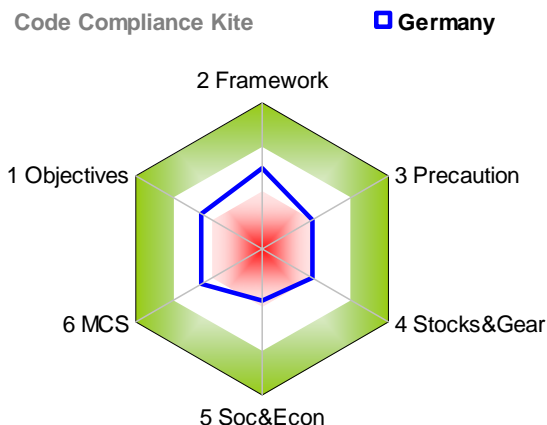 Code Compliance Kite
Germany
2 Framework
1 Objectives
3 Precaution
6 MCS
4 Stocks&Gear
5 Soc&Econ